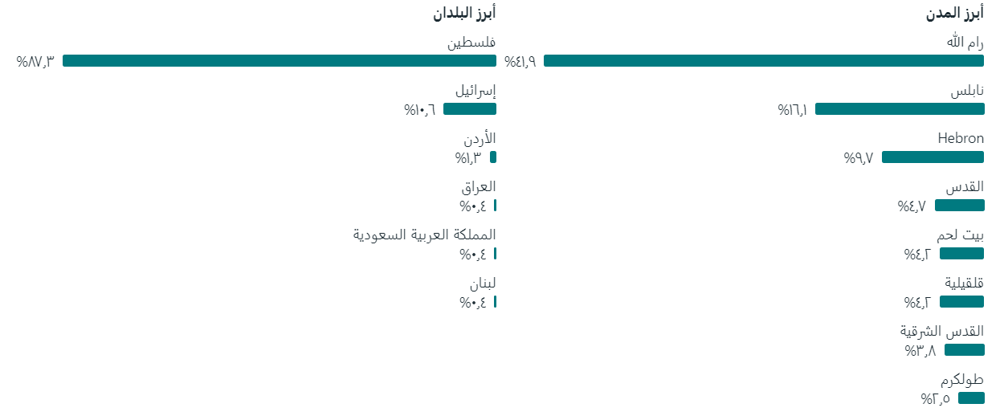 أبرز المدن
رام الله
%٤١,٩
نابلس
%١٦,١
Hebron
%٩,٧
القدس
%٤,٧
بيت لحم
%٤,٢
قلقيلية
%٤,٢
القدس الشرقية
%٣,٨
طولكرم
%٢,٥
أبرز البلدان
فلسطين
%٨٧,٣
إسرائيل
%١٠,٦
الأردن
%١,٣
العراق
%٠,٤
المملكة العربية السعودية
%٠,٤
لبنان
%٠,٤